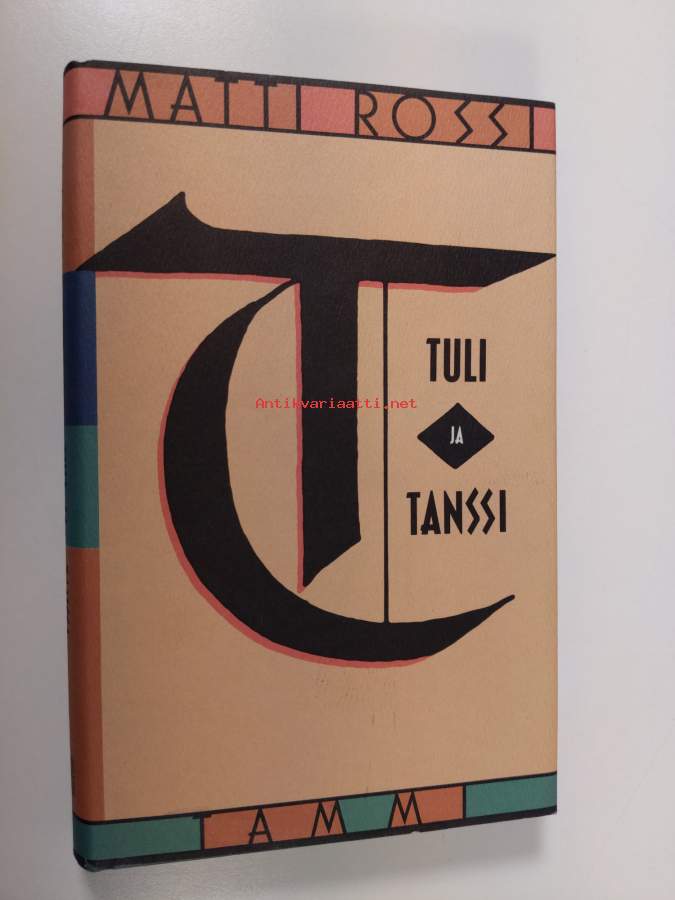 MATTI ROSSI
T
TULI
JA
TANSSI
Antikvariaatti.net
TAMMI